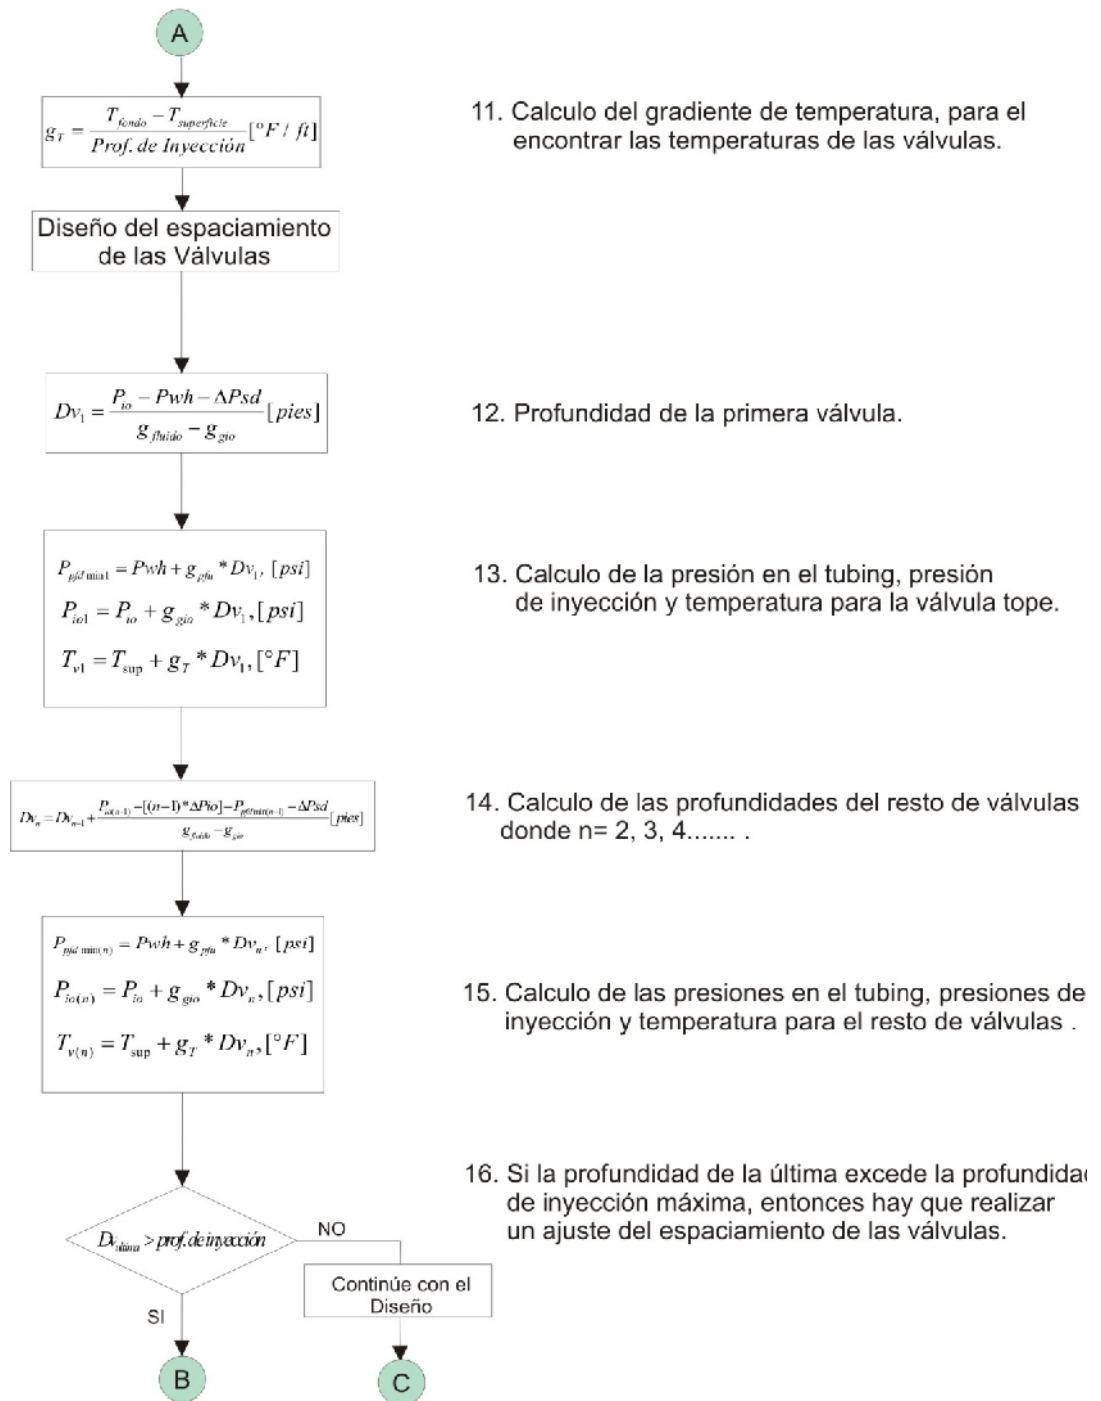 A
g_T = (T_fondo − T_superficie) / (Prof. de Inyección) [°F / ft]
11. Calculo del gradiente de temperatura, para el
encontrar las temperaturas de las válvulas.
Diseño del espaciamiento
de las Válvulas
Dv_1 = (P_io − Pwh − ΔPsd) / (g_fluido − g_gio) [pies]
12. Profundidad de la primera válvula.
P_pfd min1 = Pwh + g_pfu * Dv_1, [psi]
P_io1 = P_io + g_gio * Dv_1, [psi]
T_v1 = T_sup + g_T * Dv_1, [°F]
13. Calculo de la presión en el tubing, presión
de inyección y temperatura para la válvula tope.
Dv_n = Dv_n−1 + (P_io(n−1) − [(n−1) * ΔPio] − P_pfd min(n−1) − ΔPsd) / (g_fluido − g_gio) [pies]
14. Calculo de las profundidades del resto de válvulas
donde n= 2, 3, 4....... .
P_pfd min(n) = Pwh + g_pfu * Dv_n, [psi]
P_io(n) = P_io + g_gio * Dv_n, [psi]
T_v(n) = T_sup + g_T * Dv_n, [°F]
15. Calculo de las presiones en el tubing, presiones de
inyección y temperatura para el resto de válvulas .
16. Si la profundidad de la última excede la profundidad
de inyección máxima, entonces hay que realizar
un ajuste del espaciamiento de las válvulas.
Dv_última > prof. de inyección
NO
Continúe con el
Diseño
SI
B
C